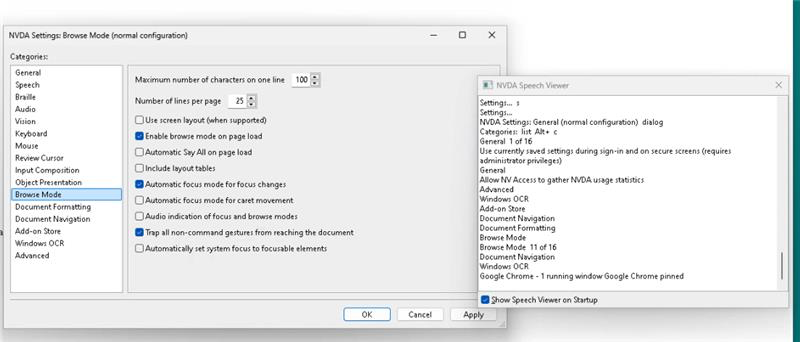 NVDA Settings: Browse Mode (normal configuration)
Categories:
General
Speech
Braille
Audio
Vision
Keyboard
Mouse
Review Cursor
Input Composition
Object Presentation
Browse Mode
Document Formatting
Document Navigation
Add-on Store
Windows OCR
Advanced
Maximum number of characters on one line 100
Number of lines per page 25
Use screen layout (when supported)
Enable browse mode on page load
Automatic Say All on page load
Include layout tables
Automatic focus mode for focus changes
Automatic focus mode for caret movement
Audio indication of focus and browse modes
Trap all non-command gestures from reaching the document
Automatically set system focus to focusable elements
OK Cancel Apply
NVDA Speech Viewer
Settings... s
Settings...
NVDA Settings: General (normal configuration) dialog
Categories: list Alt+ c
General 1 of 16
Use currently saved settings during sign-in and on secure screens (requires
administrator privileges)
General
Allow NV Access to gather NVDA usage statistics
Advanced
Windows OCR
Add-on Store
Document Navigation
Document Formatting
Browse Mode
Browse Mode 11 of 16
Document Navigation
Windows OCR
Google Chrome - 1 running window Google Chrome pinned
Show Speech Viewer on Startup